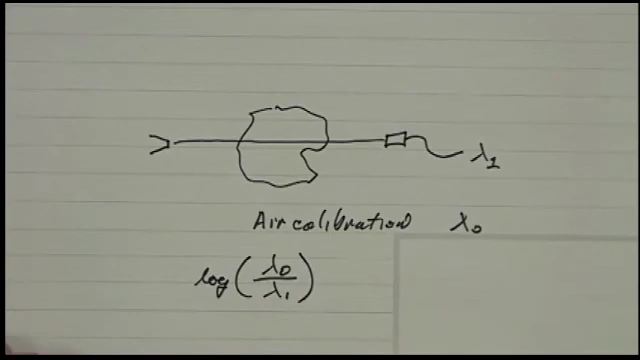 λ₁
Air calibration λ₀
log(λ₀/λ₁)